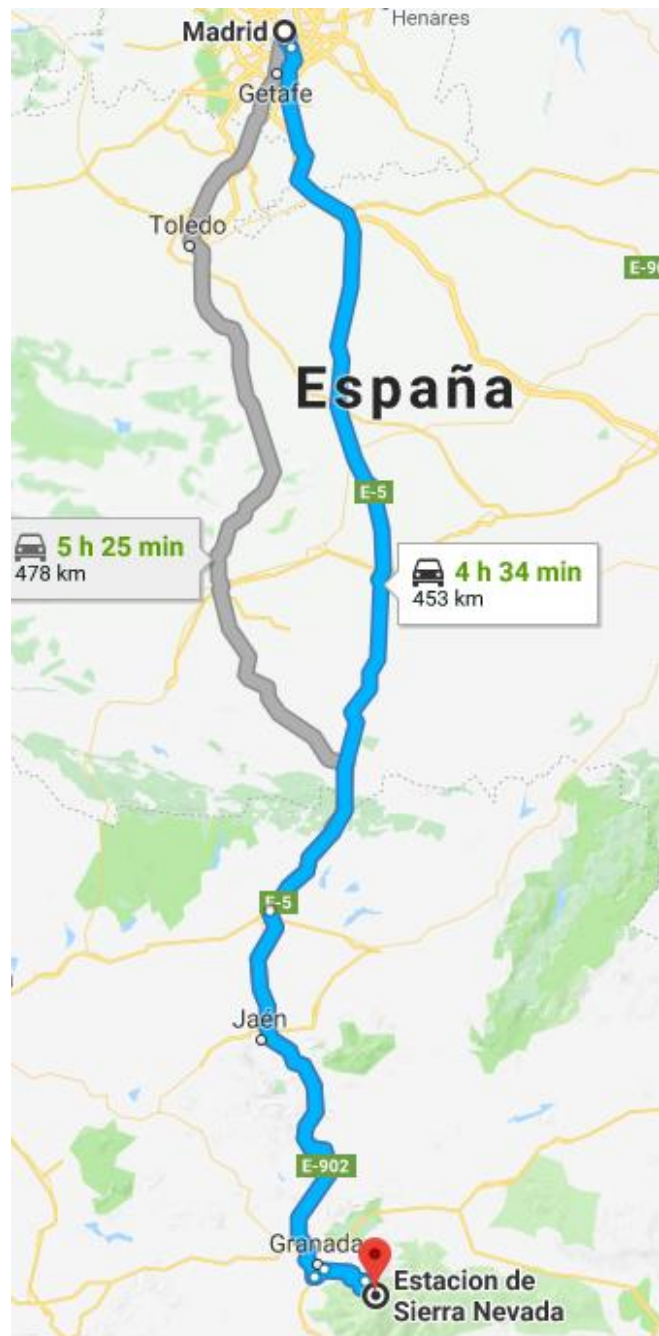 Henares
Madrid
Getafe
Toledo
E-90
España
E-5
5 h 25 min
478 km
4 h 34 min
453 km
E-5
Jaén
E-902
Granada
Estacion de
Sierra Nevada